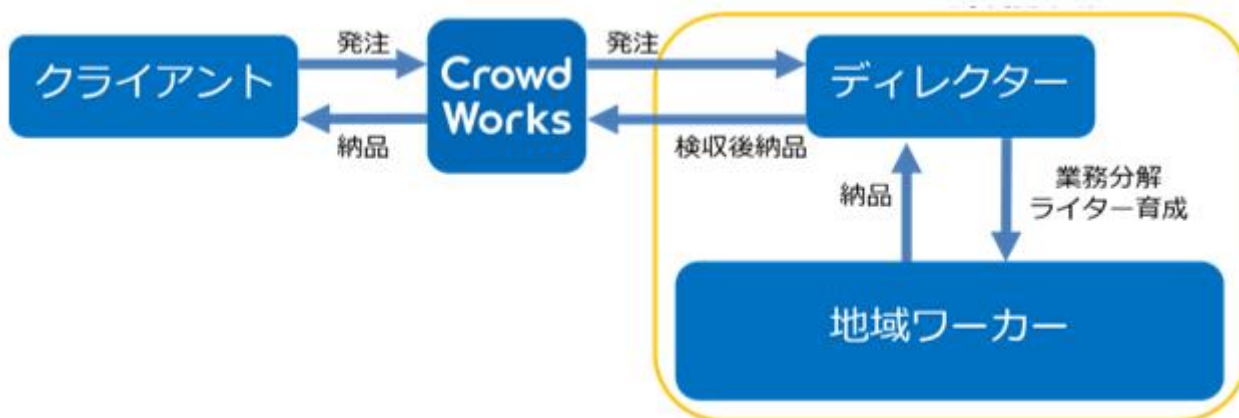 発注
発注
クライアント
Crowd
Works
ディレクター
納品
検収後納品
納品
業務分解
ライター育成
地域ワーカー